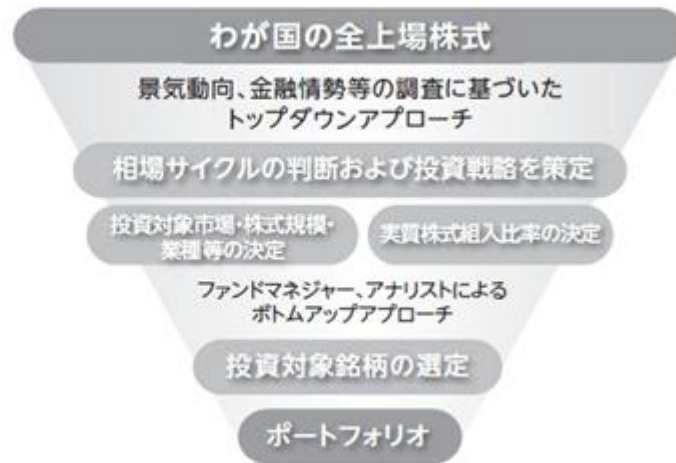 わが国の全上場株式
景気動向、金融情勢等の調査に基づいた
トップダウンアプローチ
相場サイクルの判断および投資戦略を策定
投資対象市場・株式規模・
業種等の決定
実質株式組入比率の決定
ファンドマネジャー、アナリストによる
ボトムアップアプローチ
投資対象銘柄の選定
ポートフォリオ